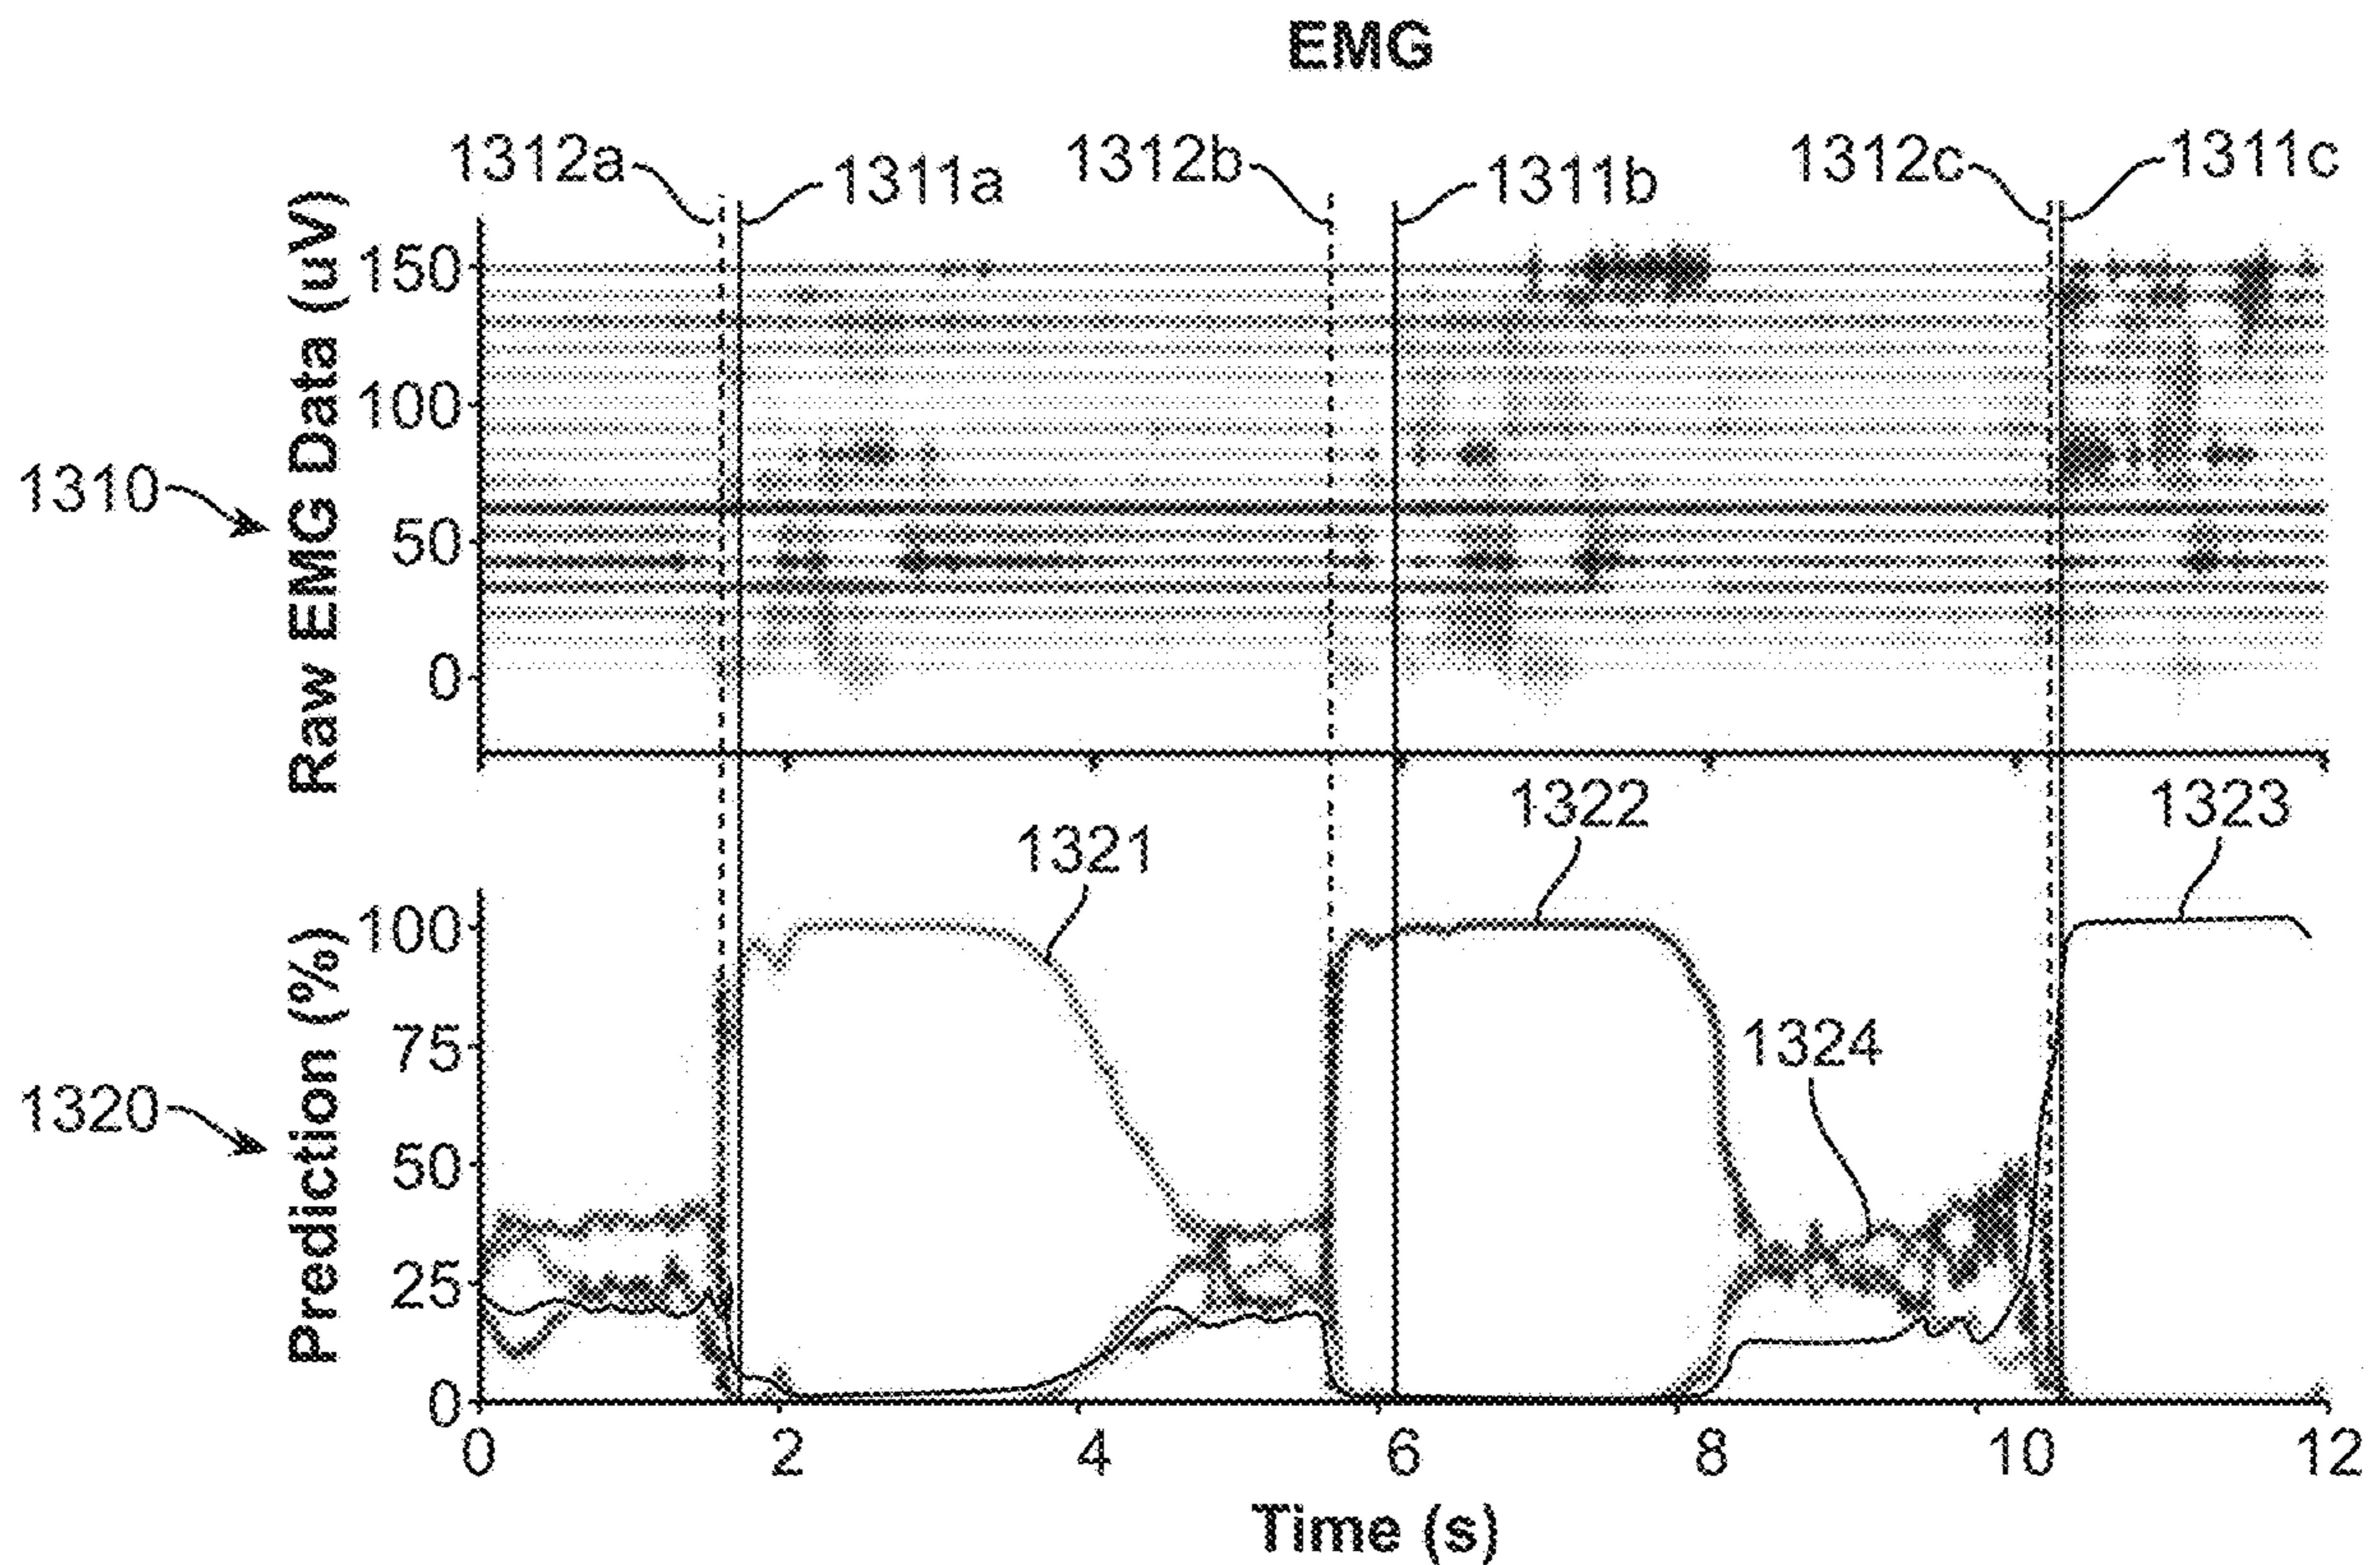 EMG
1312a 1311a 1312b 1311b 1312c 1311c
Raw EMG Data (uV)
150
100
50
0
1310
1321 1322 1323
1324
Prediction (%)
100
75
50
25
0
1320
0 2 4 6 8 10 12
Time (s)